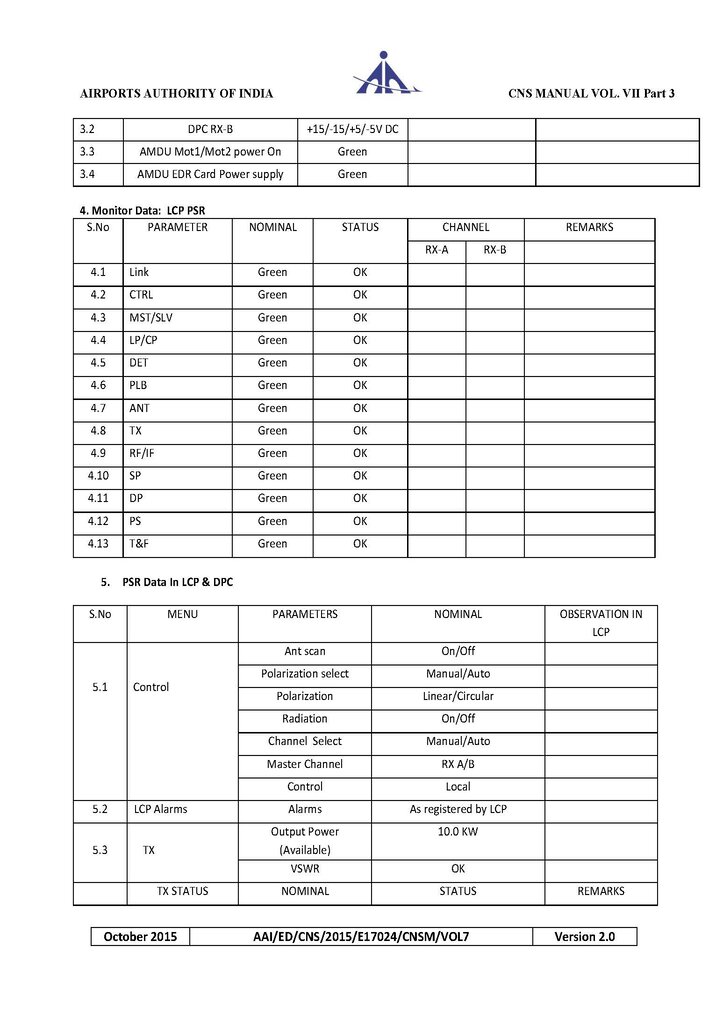 AIRPORTS AUTHORITY OF INDIA CNS MANUAL VOL. VII Part 3
3.2 DPC RX-B +15/-15/+5/-5V DC
3.3 AMDU Mot1/Mot2 power On Green
3.4 AMDU EDR Card Power supply Green
4. Monitor Data: LCP PSR
S.No PARAMETER NOMINAL STATUS CHANNEL REMARKS
RX-A RX-B
4.1 Link Green OK
4.2 CTRL Green OK
4.3 MST/SLV Green OK
4.4 LP/CP Green OK
4.5 DET Green OK
4.6 PLB Green OK
4.7 ANT Green OK
4.8 TX Green OK
4.9 RF/IF Green OK
4.10 SP Green OK
4.11 DP Green OK
4.12 PS Green OK
4.13 T&F Green OK
5. PSR Data In LCP & DPC
S.No MENU PARAMETERS NOMINAL OBSERVATION IN
LCP
Ant scan On/Off
Polarization select Manual/Auto
5.1 Control
Polarization Linear/Circular
Radiation On/Off
Channel Select Manual/Auto
Master Channel RX A/B
Control Local
5.2 LCP Alarms Alarms As registered by LCP
Output Power 10.0 KW
5.3 TX (Available)
VSWR OK
TX STATUS NOMINAL STATUS REMARKS
October 2015 AAI/ED/CNS/2015/E17024/CNSM/VOL7 Version 2.0